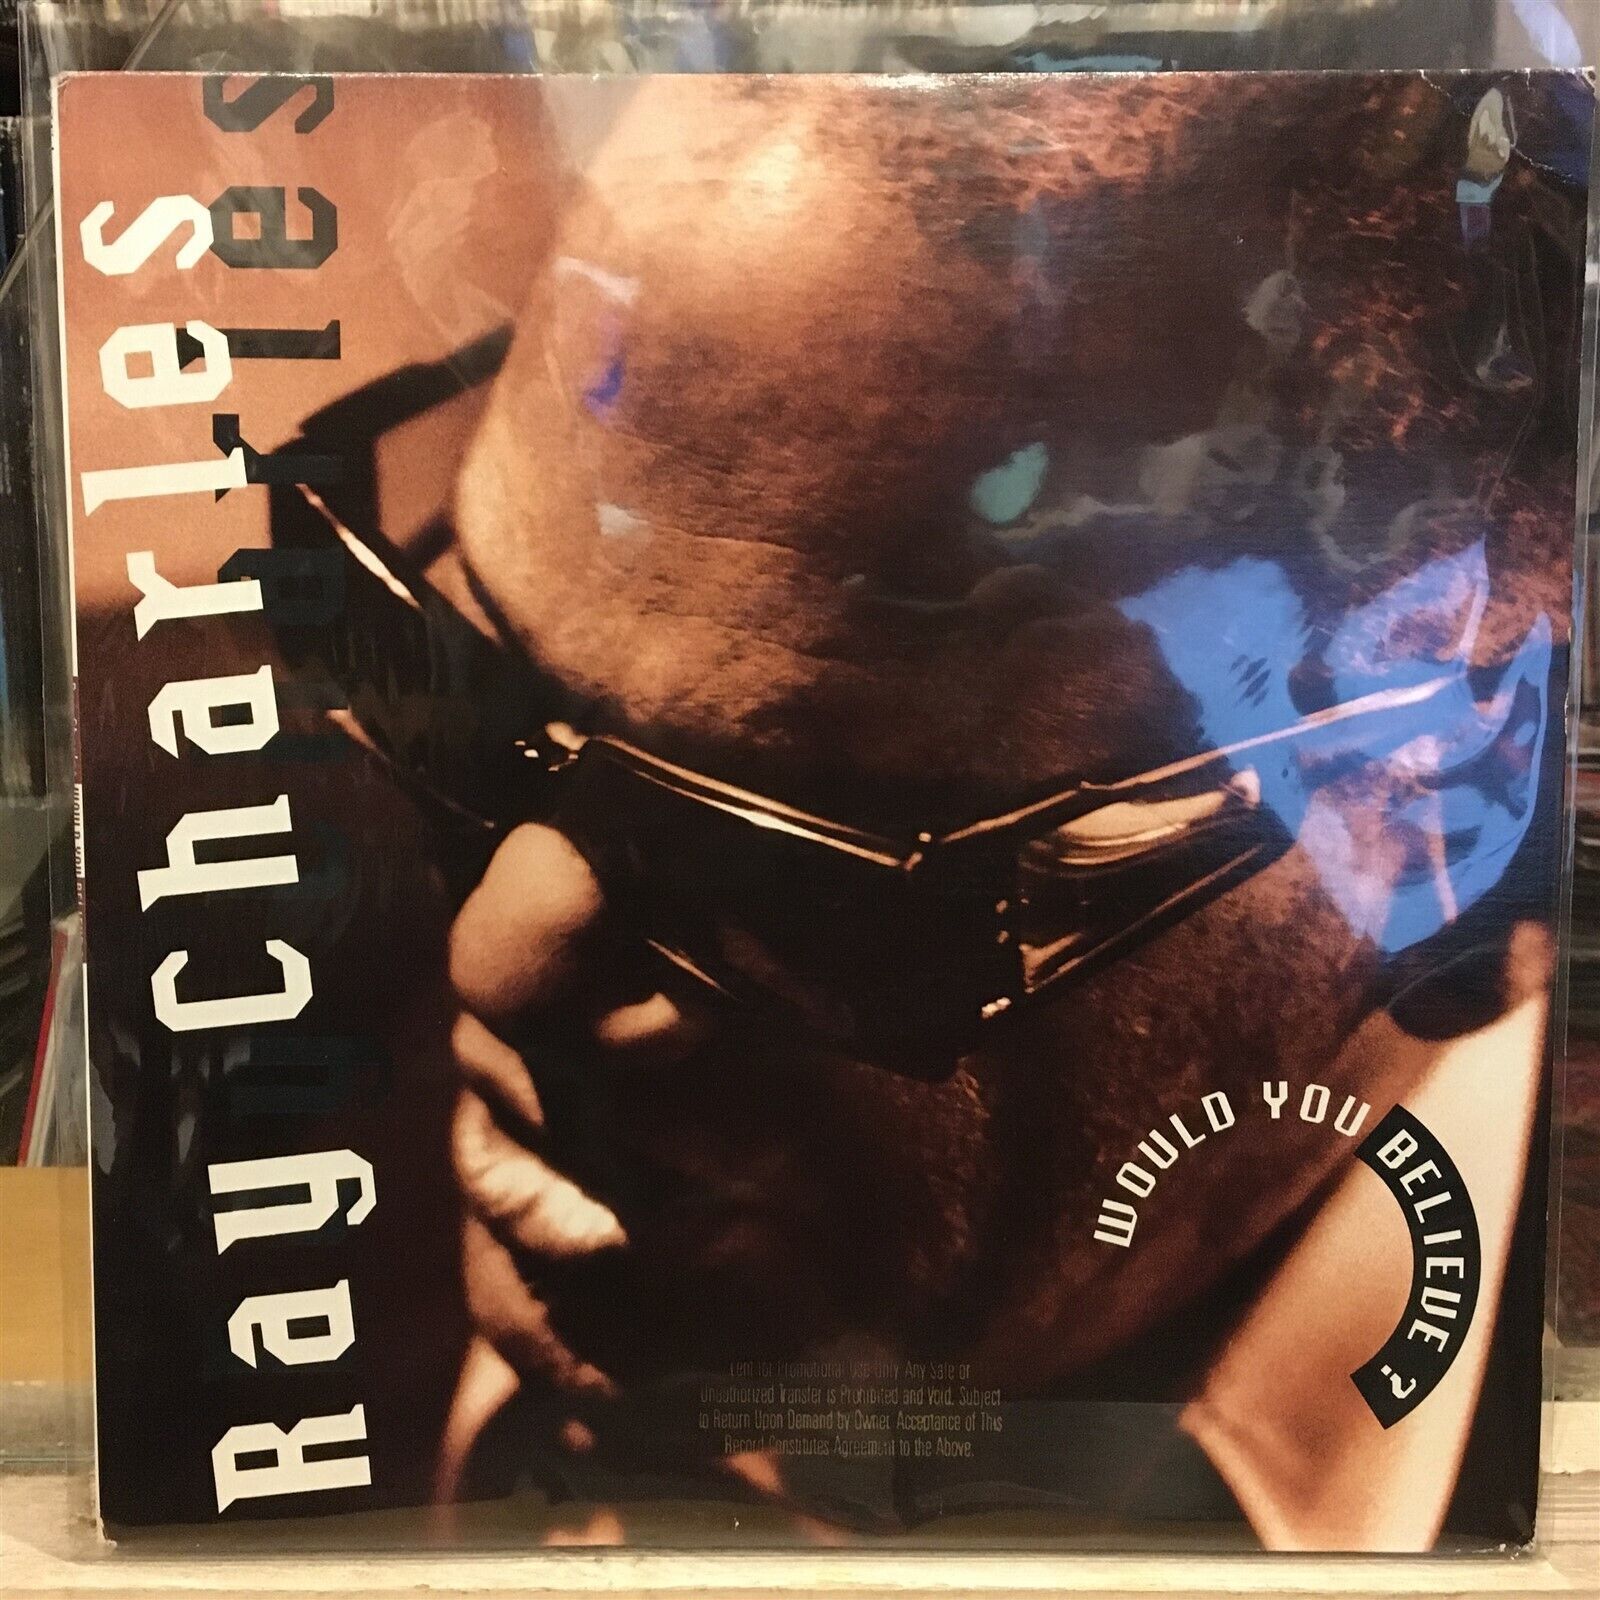 Ray Charles
WOULD YOU BELIEVE ?
Lent for Promotional Use Only Any Sale or
Unauthorized Transfer is Prohibited and Void. Subject
to Return Upon Demand by Owner. Acceptance of This
Record Constitutes Agreement to the Above.